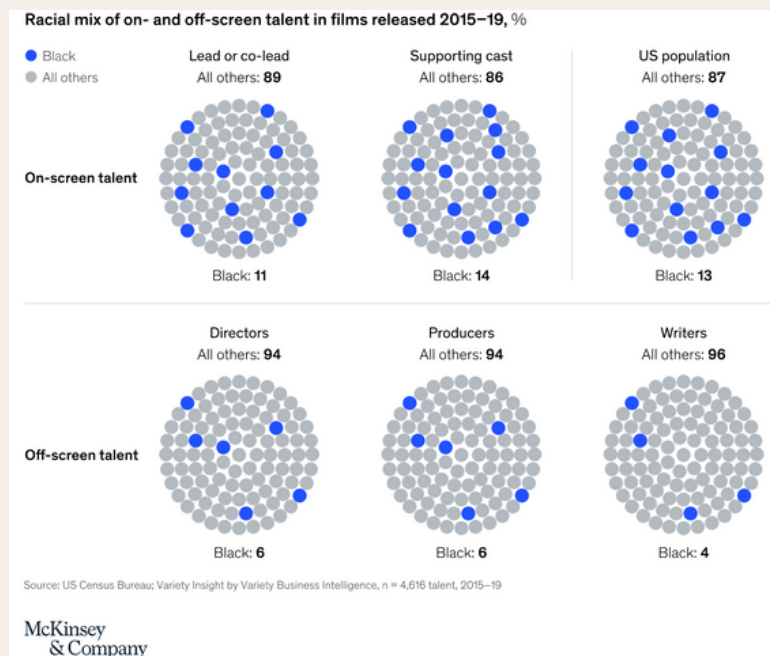 Racial mix of on- and off-screen talent in films released 2015–19, %
Black
All others
Lead or co-lead
All others: 89
Supporting cast
All others: 86
US population
All others: 87
On-screen talent
Black: 11
Black: 14
Black: 13
Directors
All others: 94
Producers
All others: 94
Writers
All others: 96
Off-screen talent
Black: 6
Black: 6
Black: 4
Source: US Census Bureau; Variety Insight by Variety Business Intelligence, n = 4,616 talent, 2015–19
McKinsey
& Company